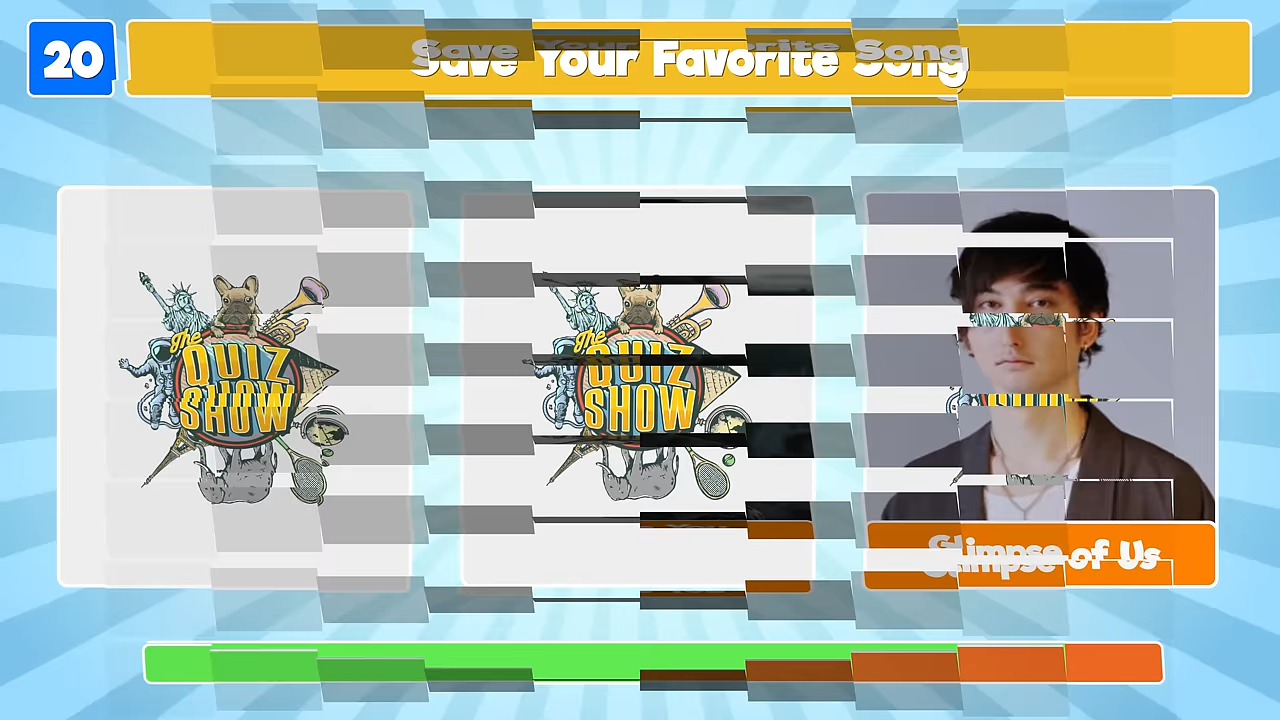 20
Save Your Favorite Song
The
QUIZ
SHOW
The
QUIZ
SHOW
Glimpse of Us